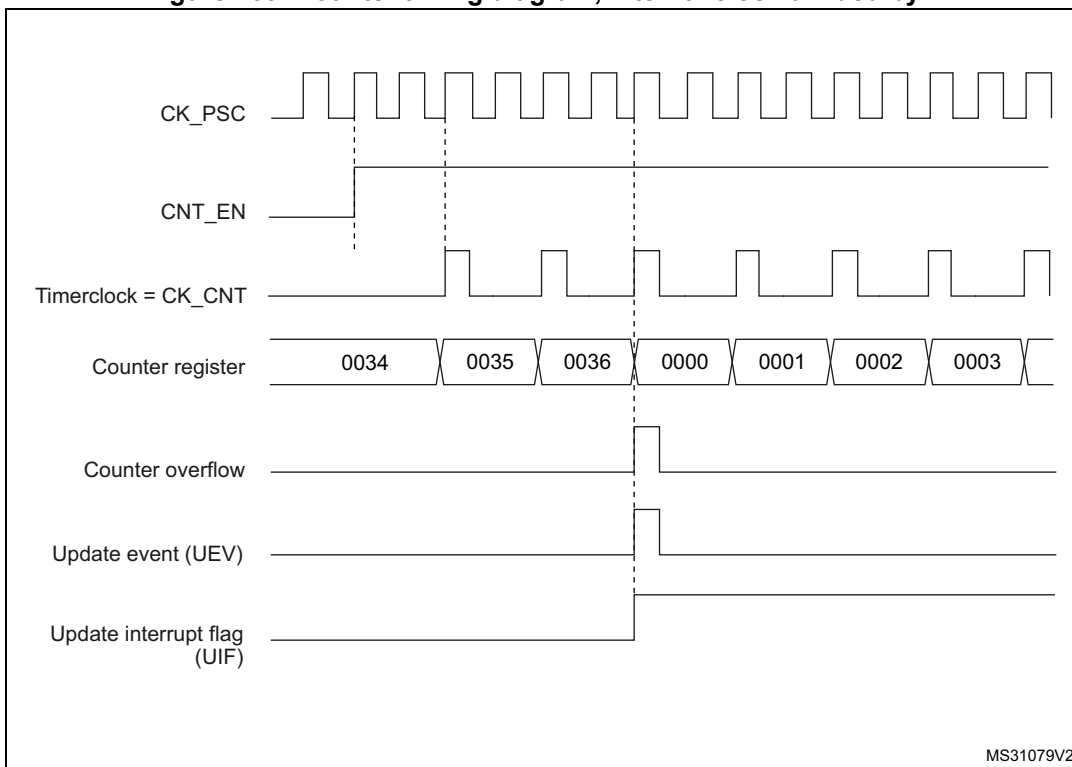 CK_PSC
CNT_EN
Timerclock = CK_CNT
Counter register 0034 0035 0036 0000 0001 0002 0003
Counter overflow
Update event (UEV)
Update interrupt flag
(UIF)
MS31079V2